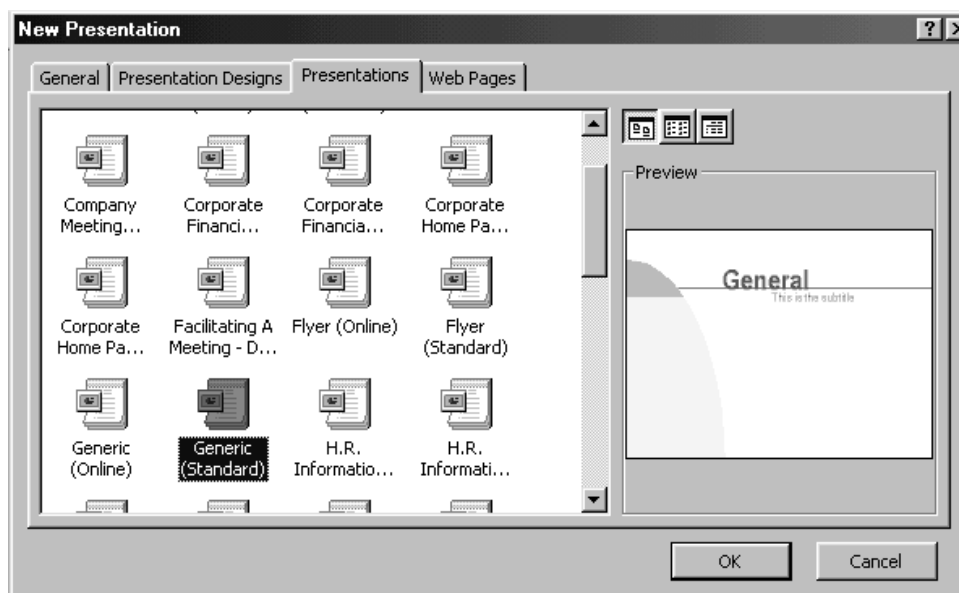 New Presentation
General
Presentation Designs
Presentations
Web Pages
Company
Meeting...
Corporate
Financi...
Corporate
Financia...
Corporate
Home Pa...
Corporate
Home Pa...
Facilitating A
Meeting - D...
Flyer (Online)
Flyer
(Standard)
Generic
(Online)
Generic
(Standard)
H.R.
Informatio...
H.R.
Informati...
Preview
General
This is the subtitle
OK
Cancel